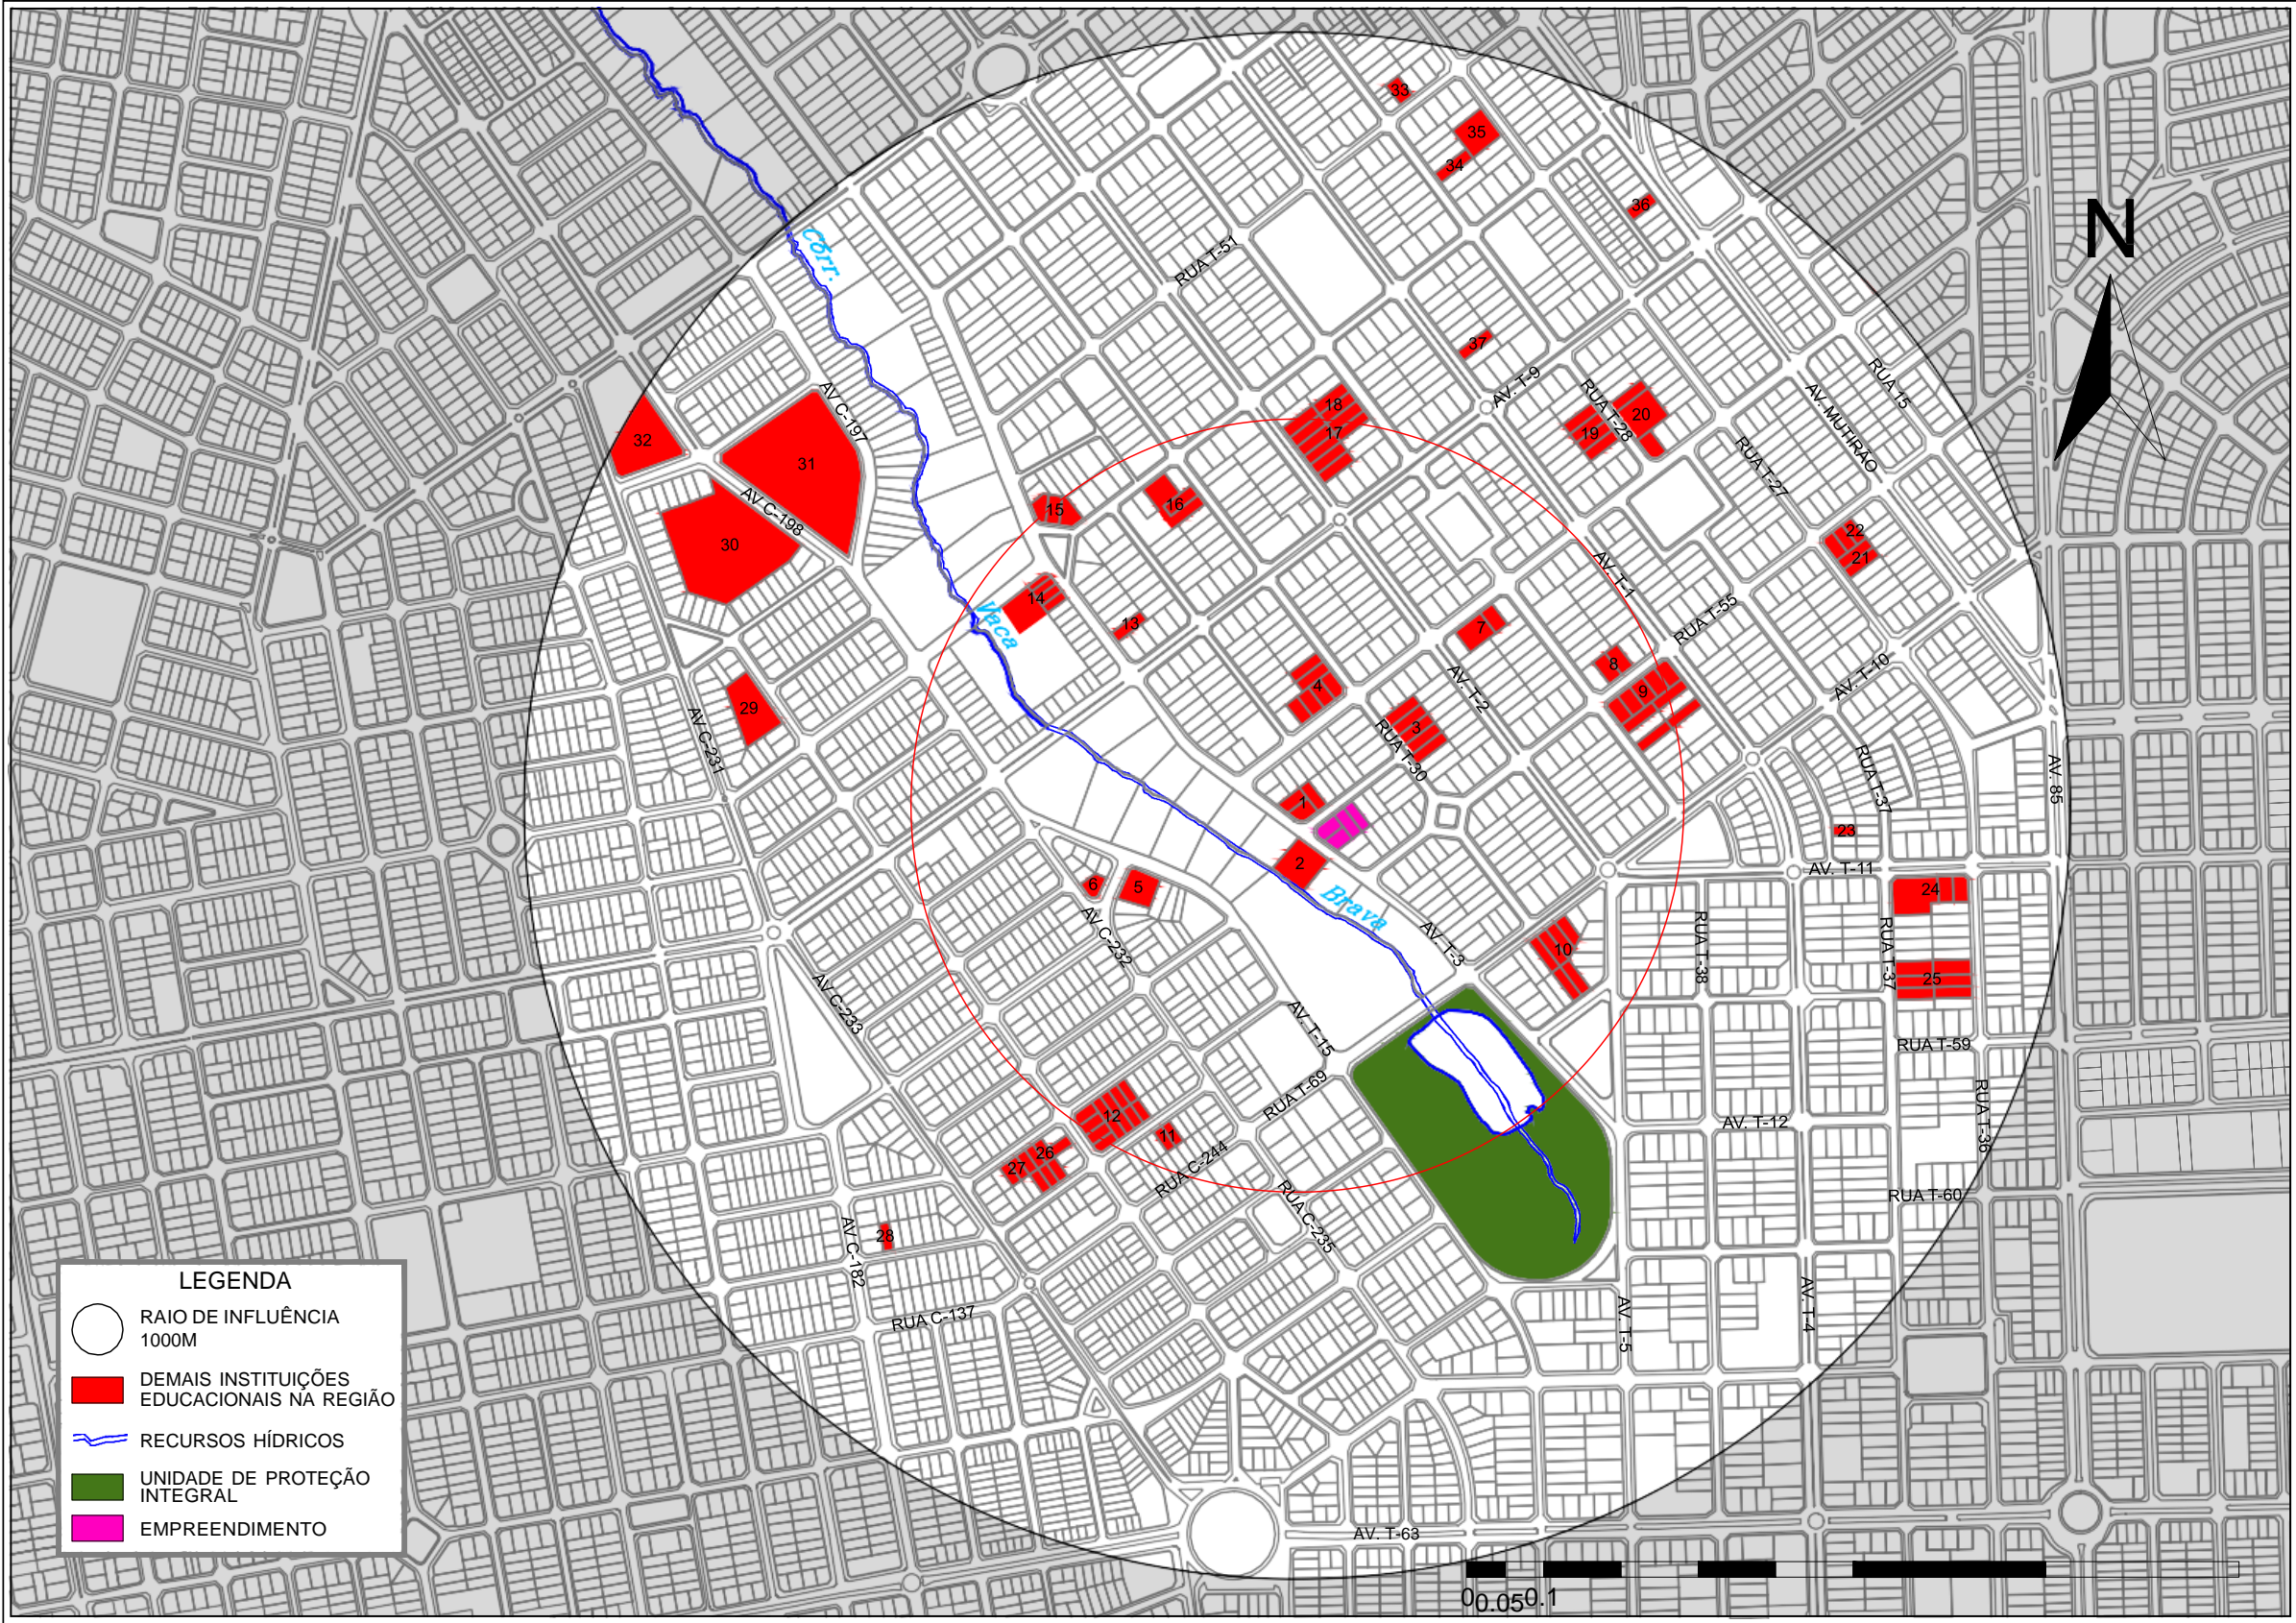 33
35
34
36
N
Côrr.
RUA T-51
37
AV. T-9
RUA 15
AV. MUTIRÃO
RUA T-28
20
19
18
17
AV C-197
32
31
RUA T-27
AV C-198
16
15
30
22
21
AV. T-1
14
Vaca
13
7
RUA T-55
8
9
AV. T-10
4
AV. T-2
3
RUA T-30
29
AV C-231
RUA T-37
AV. 85
1
23
2
AV. T-11
6
5
24
Brava
AV C-232
AV. T-3
10
RUA T-38
RUA T-37
25
AV C-233
AV. T-15
RUA T-59
RUA T-69
12
11
AV. T-12
RUA T-36
26
27
RUA C-244
RUA C-235
RUA T-60
28
AV C-182
RUA C-137
AV. T-5
AV. T-4
AV. T-63
LEGENDA
RAIO DE INFLUÊNCIA
1000M
DEMAIS INSTITUIÇÕES
EDUCACIONAIS NA REGIÃO
RECURSOS HÍDRICOS
UNIDADE DE PROTEÇÃO
INTEGRAL
EMPREENDIMENTO
0 0.05 0.1